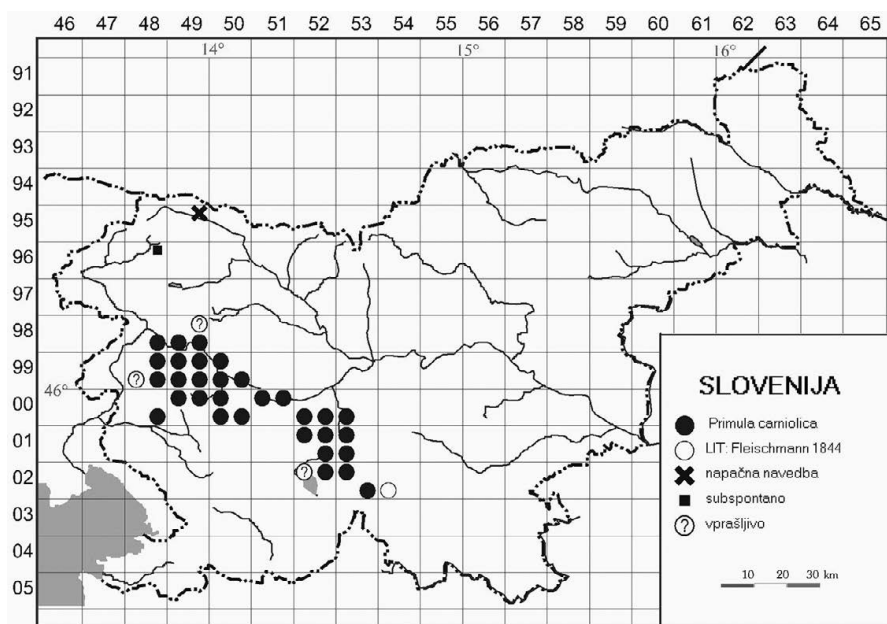 46 47 48 49 50 51 52 53 54 55 56 57 58 59 60 61 62 63 64 65
14° 15° 16°
91
92
93
94
95
96
97
98
99
46°
00
01
02
03
04
05
?
?
?
SLOVENIJA
Primula carniolica
LIT: Fleischmann 1844
napačna navedba
subspontano
? vprašljivo
10 20 30 km